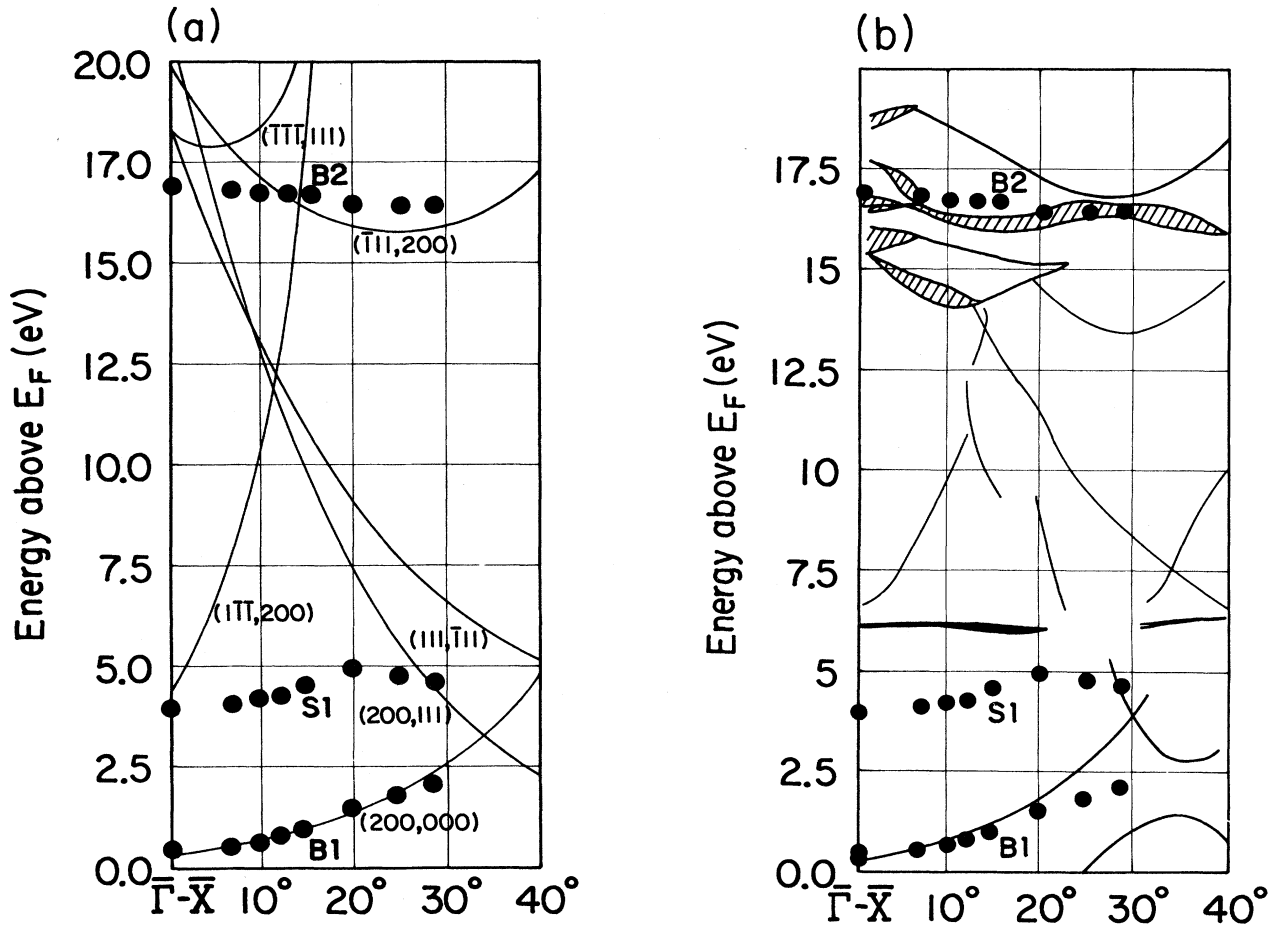 (a)
Energy above E_F (eV)
20.0
17.0
15.0
12.5
10.0
7.5
5.0
2.5
0.0
(1̅1̅1̅,111)
B2
(1̅11,200)
(11̅1̅,200)
(111,1̅11)
S1
(200,111)
(200,000)
B1
Γ̅-X̅ 10° 20° 30° 40°
(b)
Energy above E_F (eV)
17.5
15
12.5
10
7.5
5
2.5
0.0
B2
S1
B1
Γ̅-X̅ 10° 20° 30° 40°